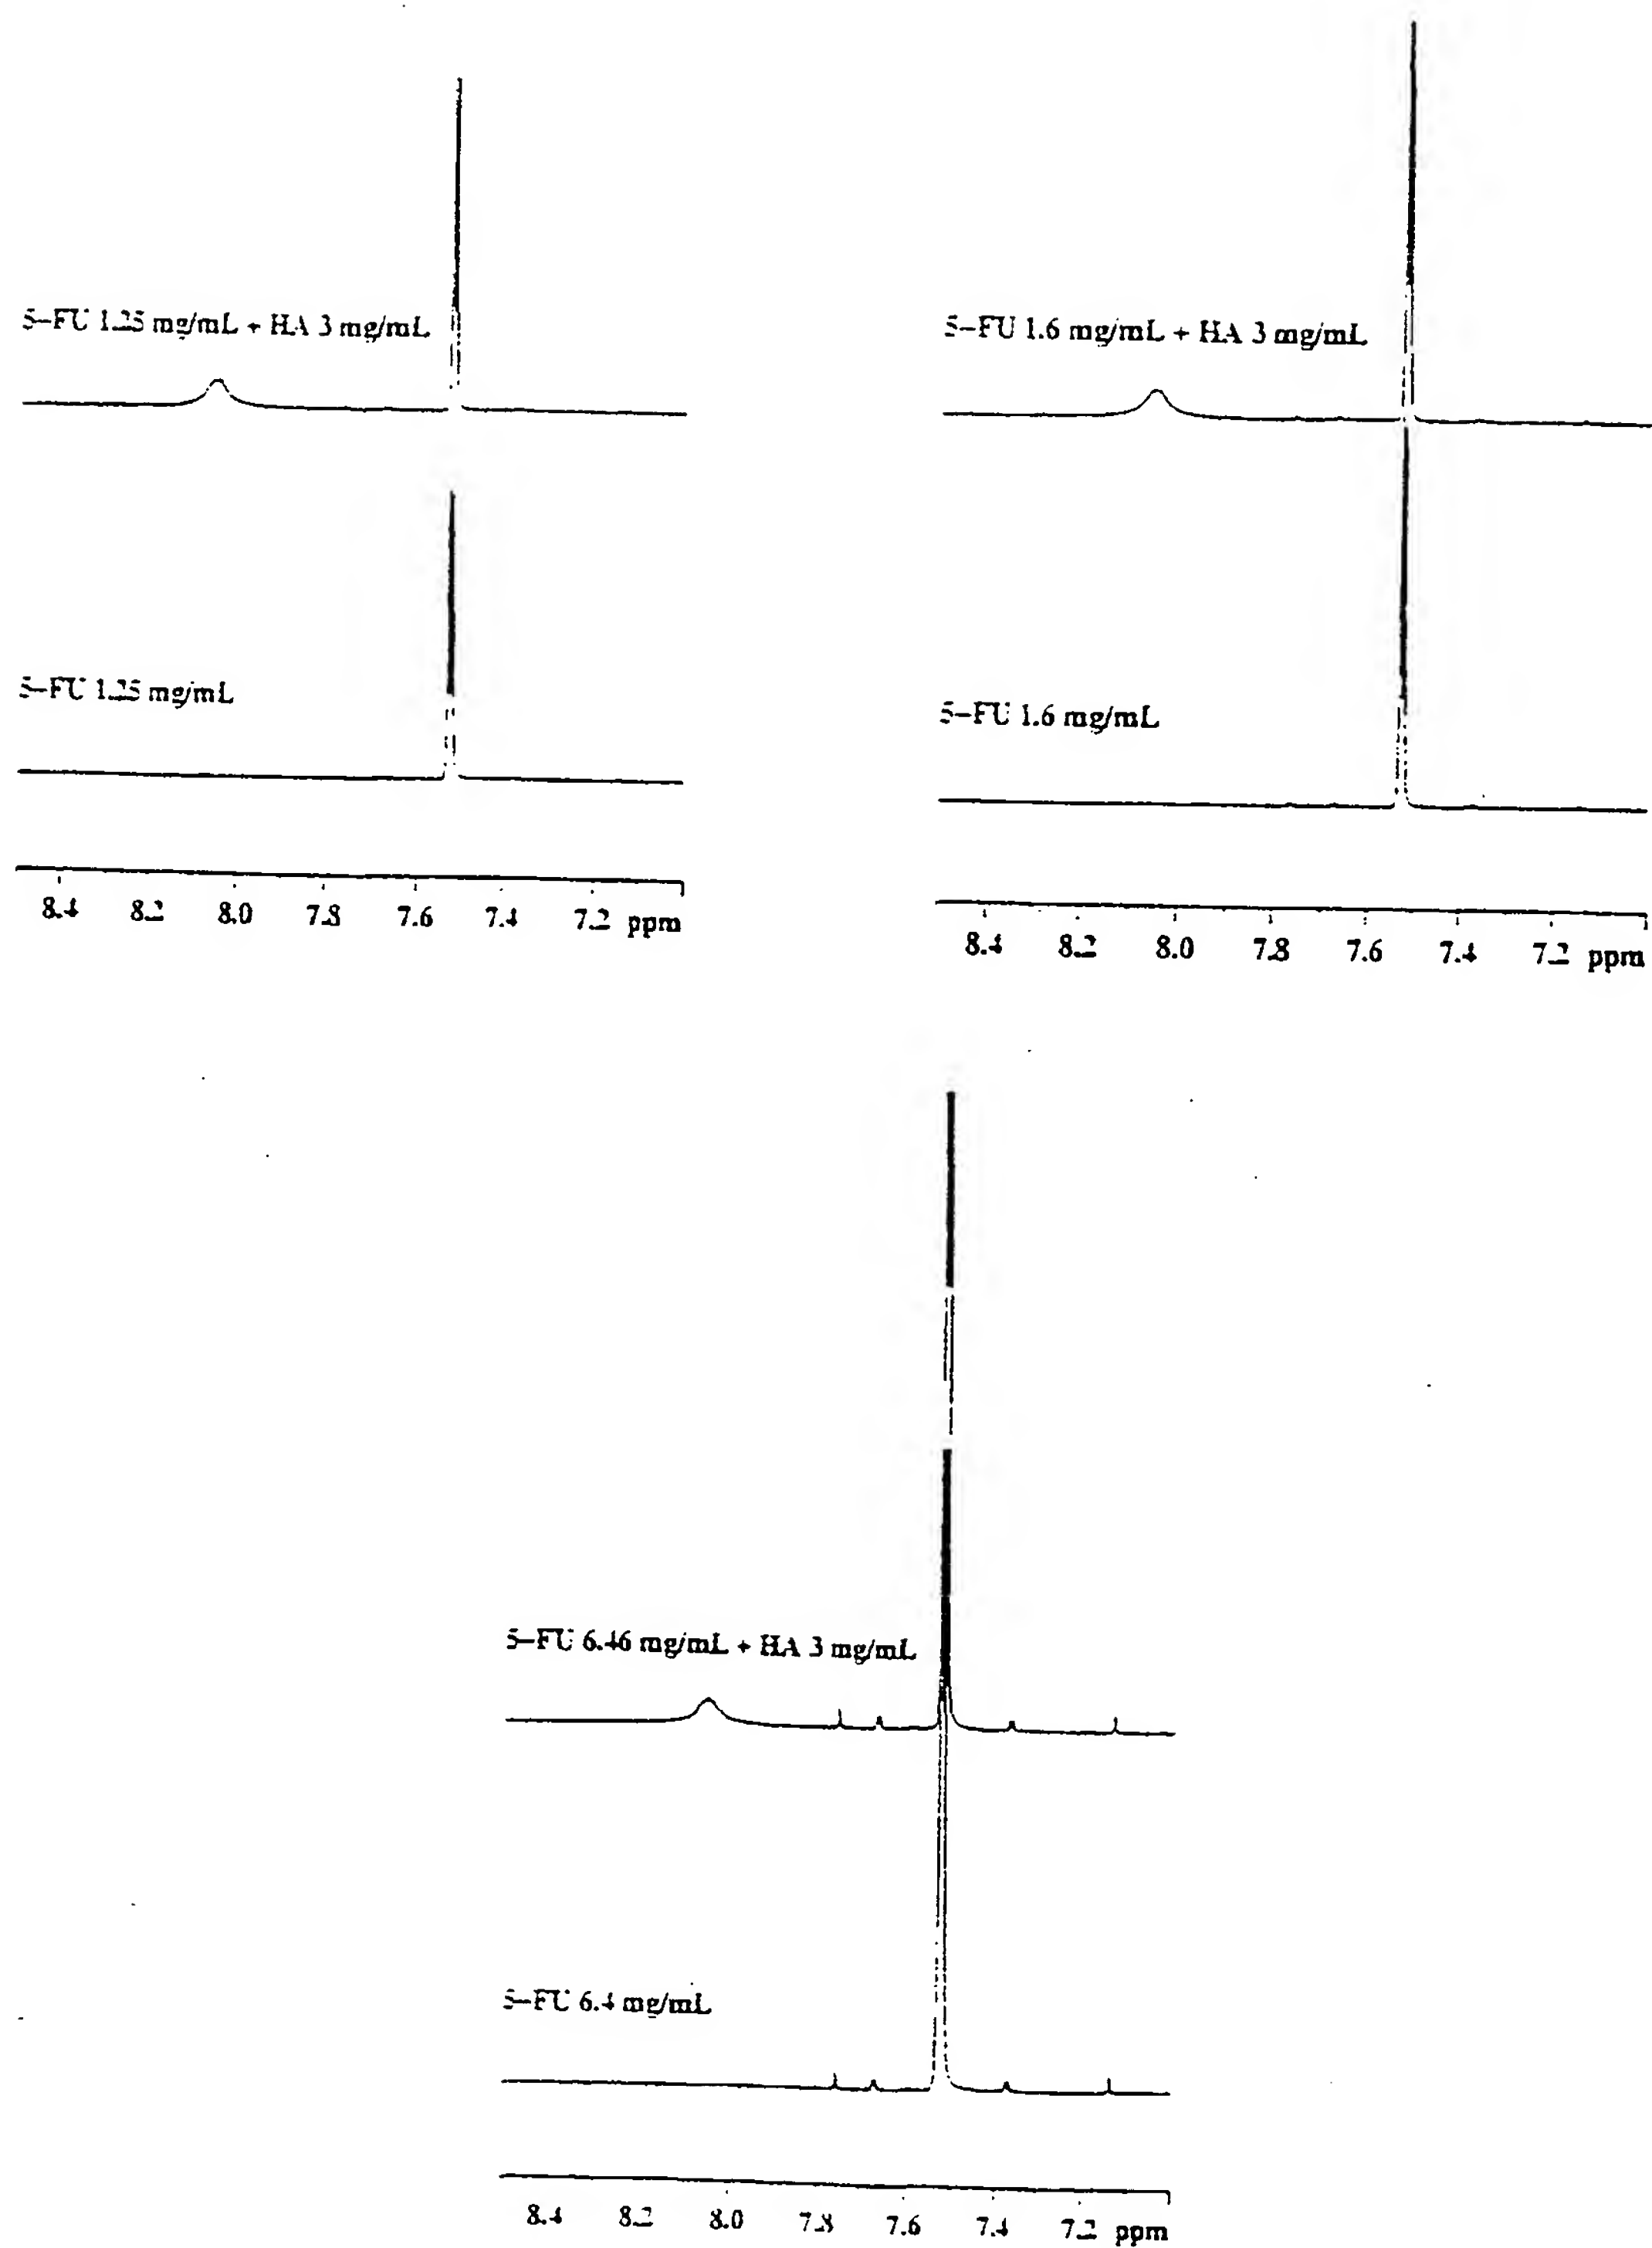 5–FU 1.25 mg/mL + HA 3 mg/mL
5–FU 1.25 mg/mL
8.4 8.2 8.0 7.8 7.6 7.4 7.2 ppm
5–FU 1.6 mg/mL + HA 3 mg/mL
5–FU 1.6 mg/mL
8.4 8.2 8.0 7.8 7.6 7.4 7.2 ppm
5–FU 6.46 mg/mL + HA 3 mg/mL
5–FU 6.4 mg/mL
8.4 8.2 8.0 7.8 7.6 7.4 7.2 ppm